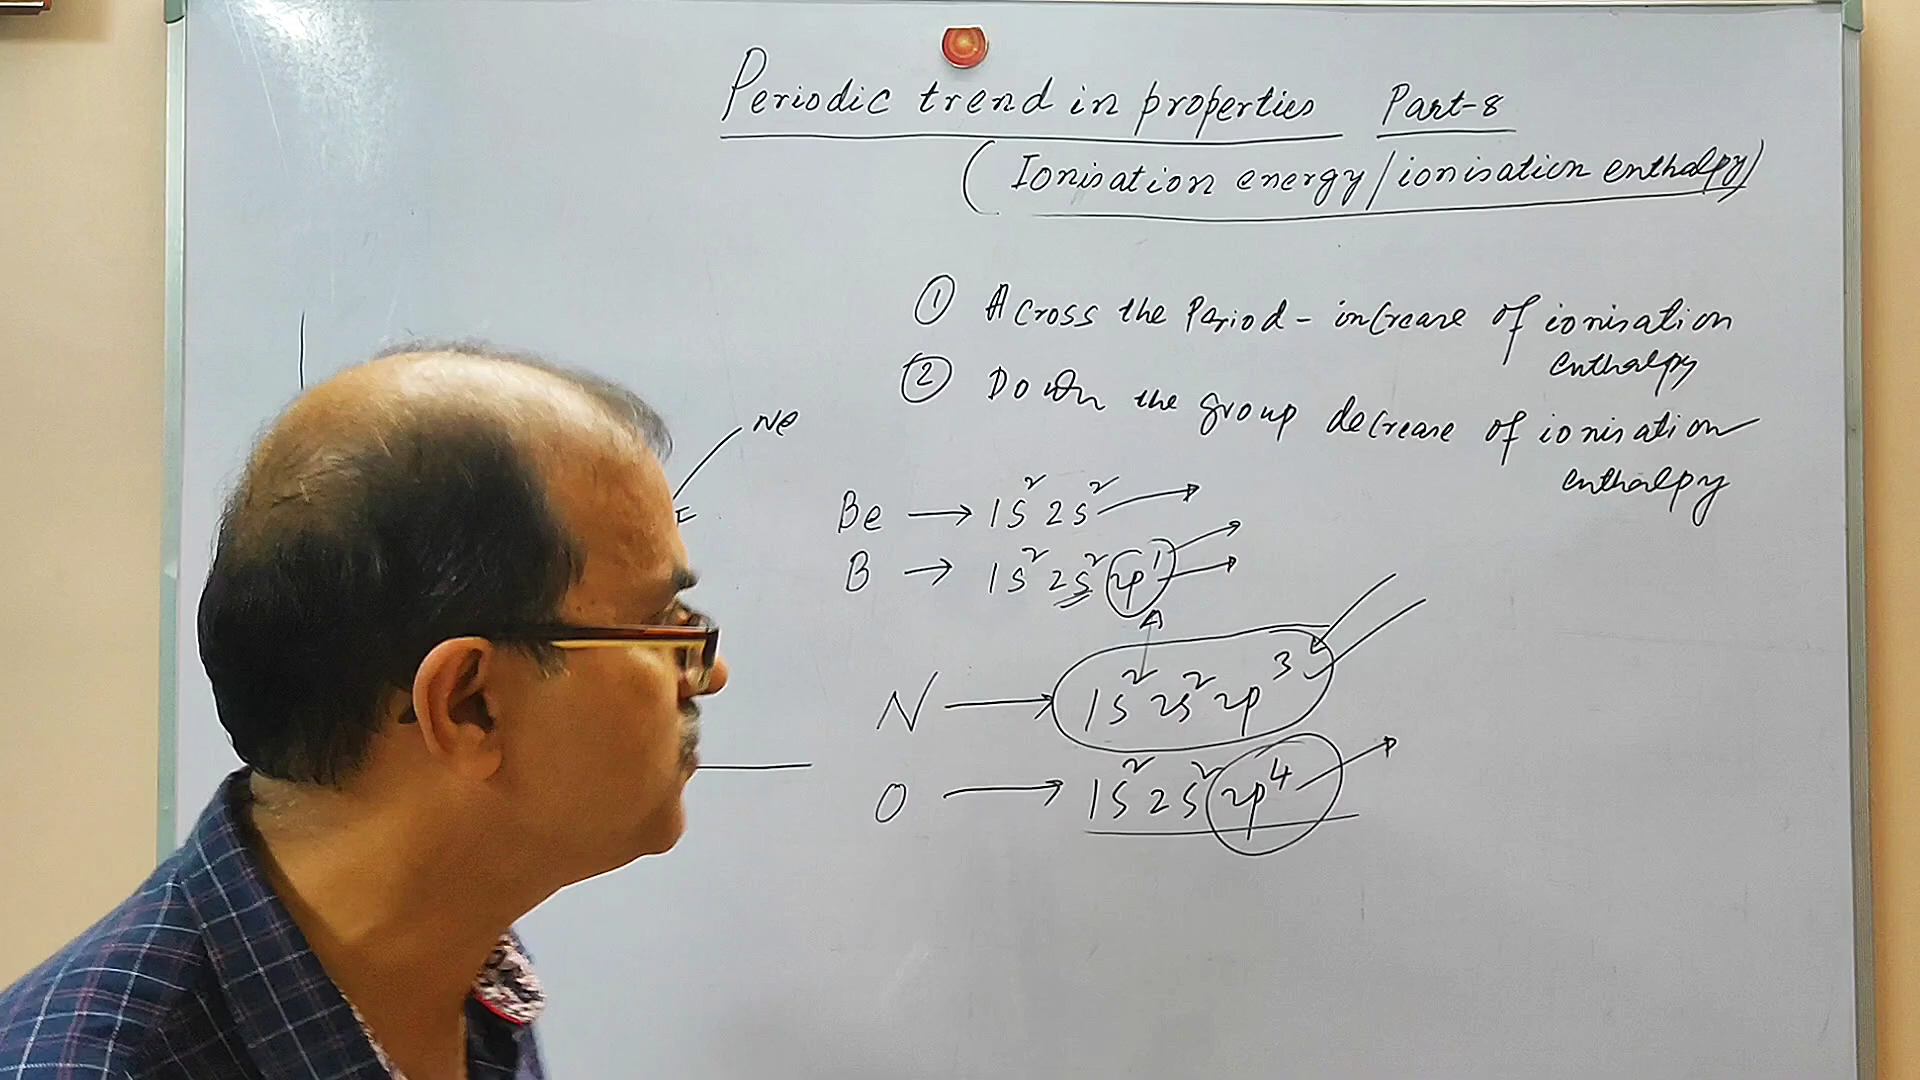 Periodic trend in properties Part-8
(Ionisation energy/ionisation enthalpy)
① Across the Period - increase of ionisation
enthalpy
② Down the group decrease of ionisation
enthalpy
Ne
Be → 1s² 2s²
B → 1s² 2s² 2p¹
N → 1s² 2s² 2p³
O → 1s² 2s² 2p⁴